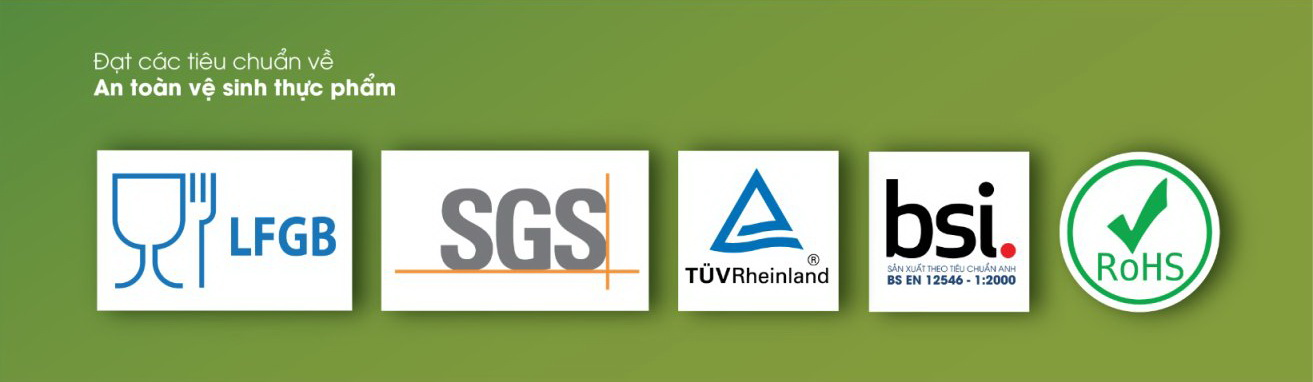 Đạt các tiêu chuẩn về
An toàn vệ sinh thực phẩm
LFGB
SGS
TÜVRheinland®
bsi.
SẢN XUẤT THEO TIÊU CHUẨN ANH
BS EN 12546 - 1:2000
RoHS